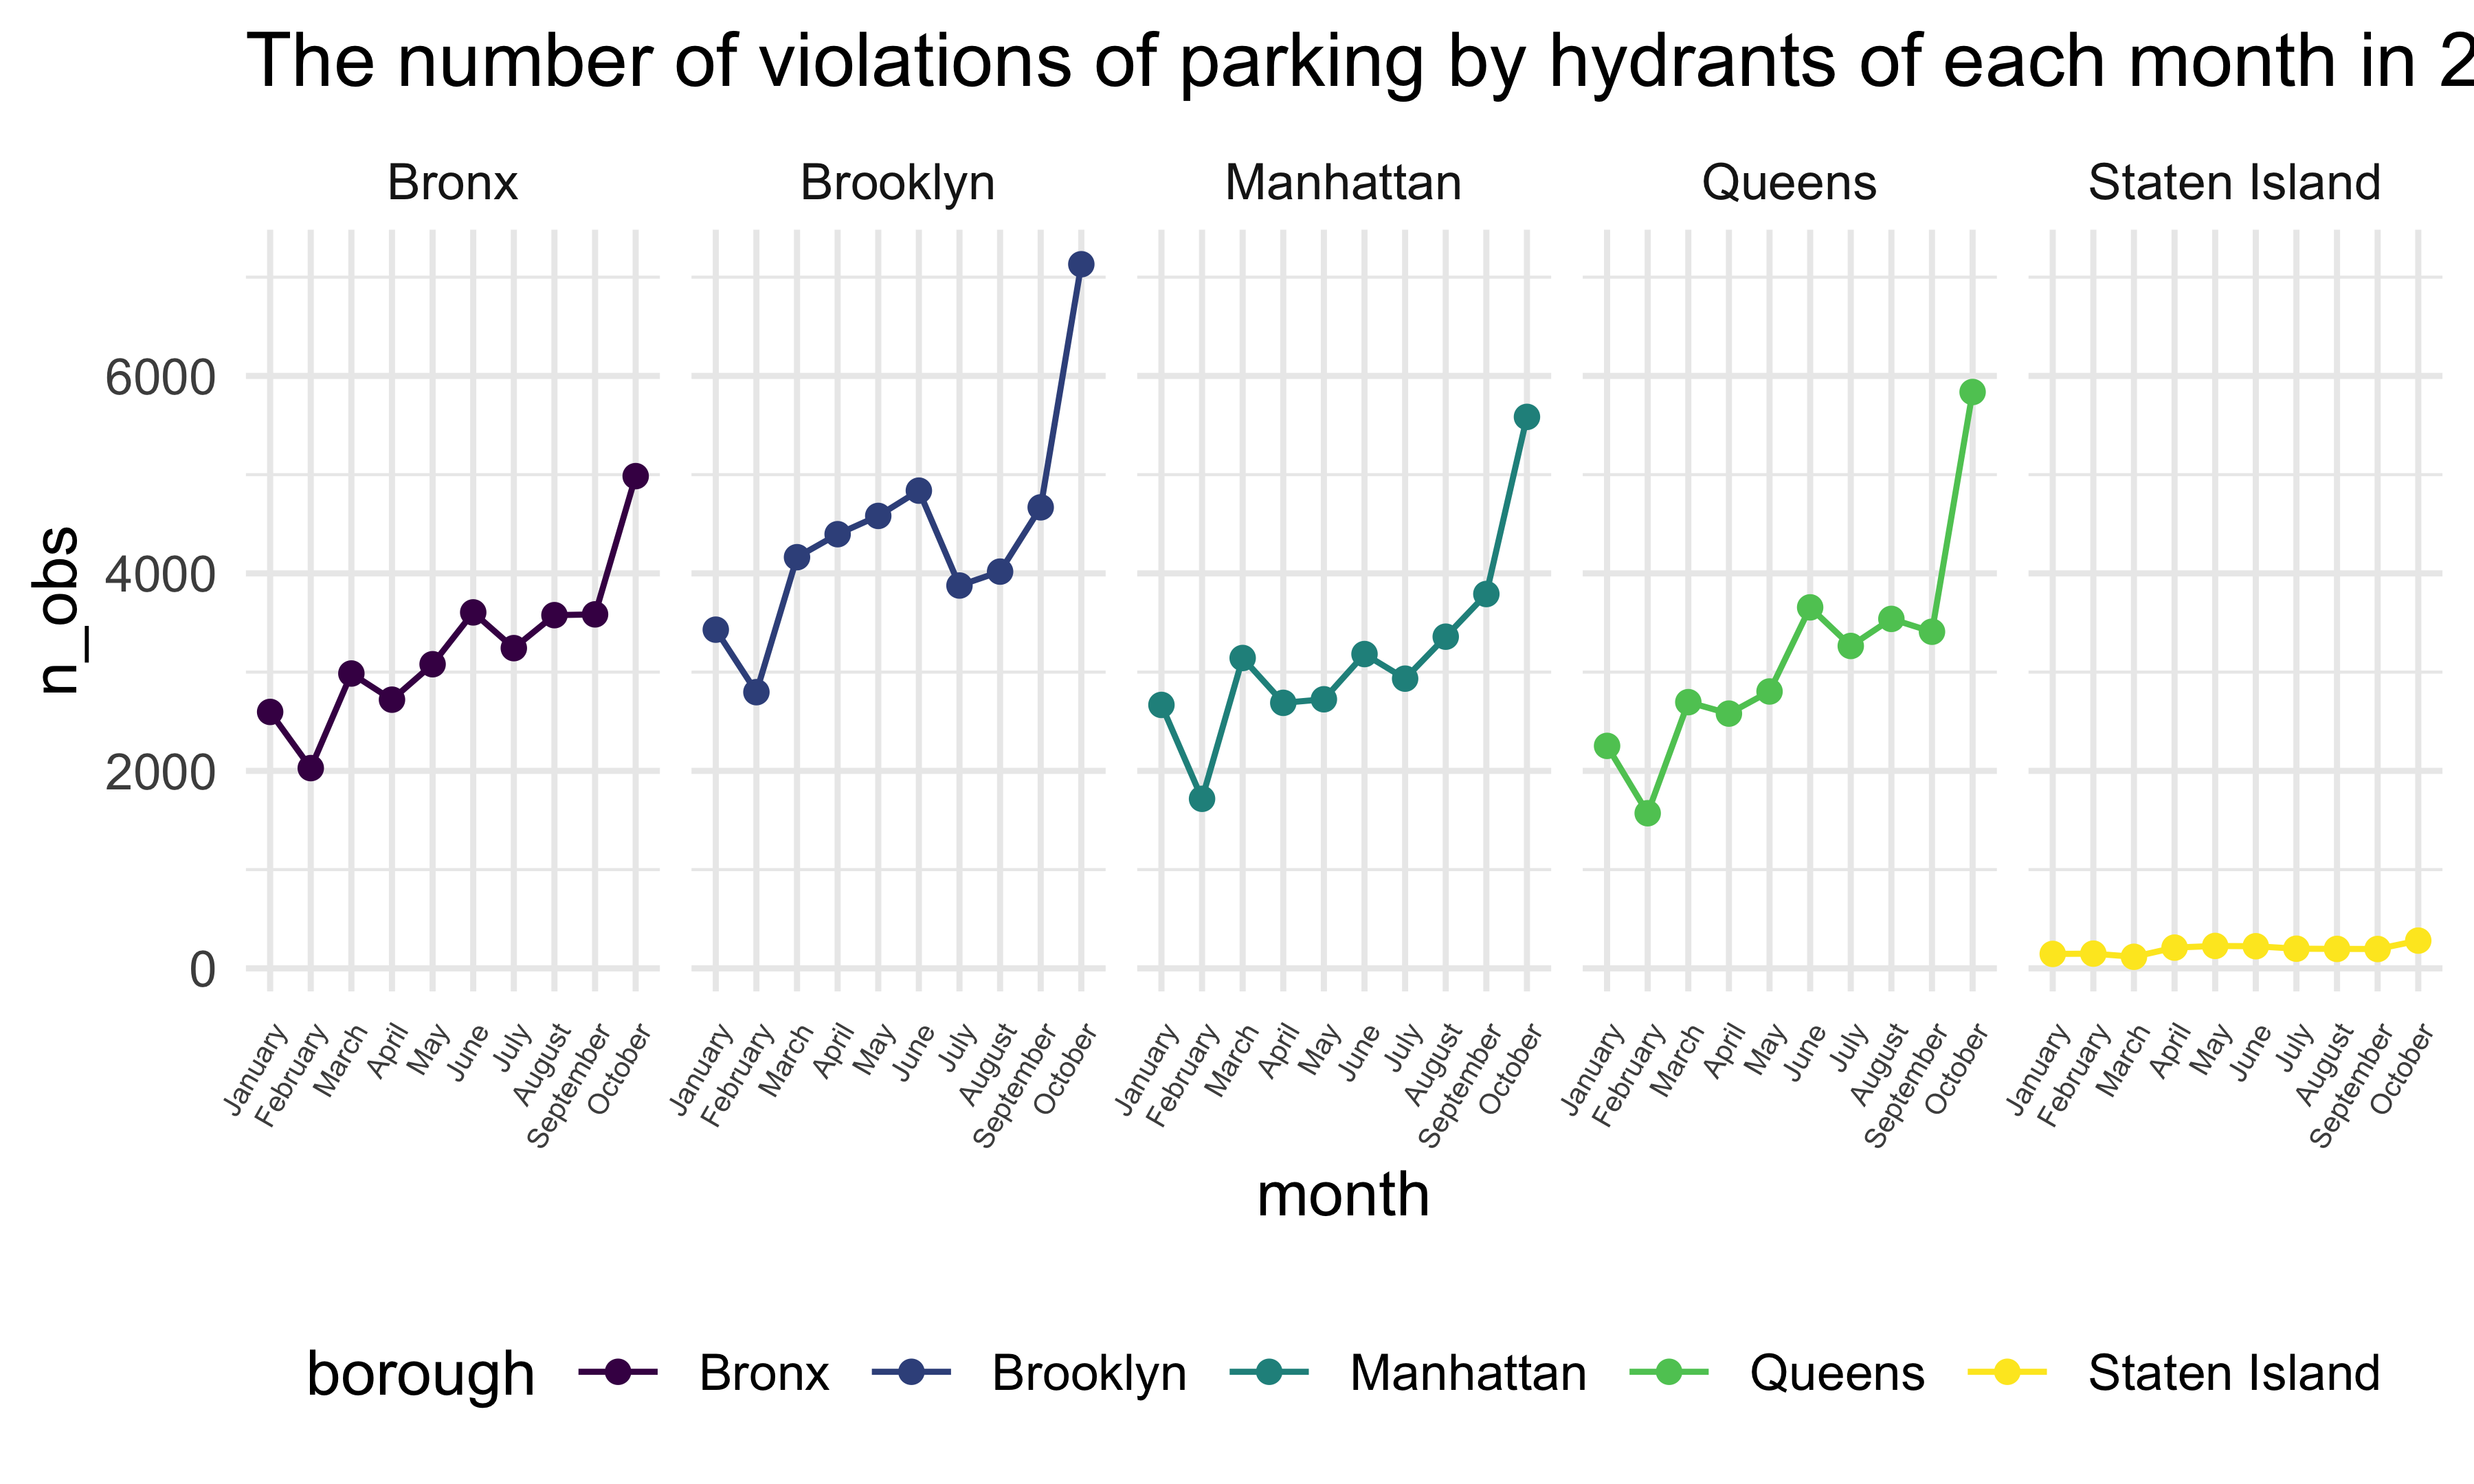 The number of violations of parking by hydrants of each month in 2
Bronx Brooklyn Manhattan Queens Staten Island
n_obs
6000
4000
2000
0
January February March April May June July August September October
January February March April May June July August September October
January February March April May June July August September October
January February March April May June July August September October
January February March April May June July August September October
month
borough Bronx Brooklyn Manhattan Queens Staten Island